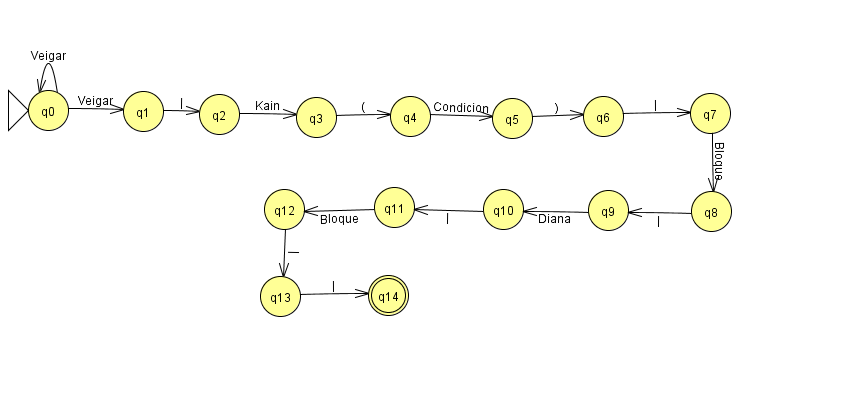 Veigar
Veigar | Kain ( Condicion ) |
q0 q1 q2 q3 q4 q5 q6 q7
Bloque
q12 q11 q10 q9 q8
Bloque | Diana |
|
q13 | q14